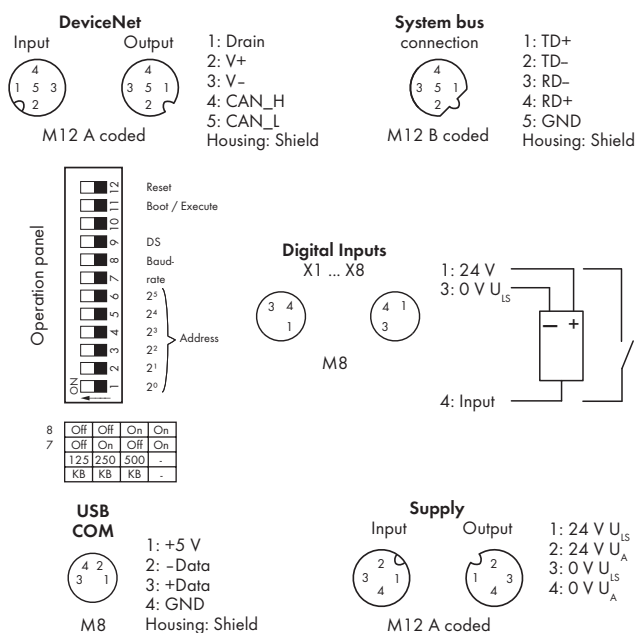 DeviceNet
Input Output
4
1 5 3
2
4
3 5 1
2
1: Drain
2: V+
3: V–
4: CAN_H
5: CAN_L
Housing: Shield
M12 A coded
System bus
connection
4
3 5 1
2
1: TD+
2: TD–
3: RD–
4: RD+
5: GND
Housing: Shield
M12 B coded
Operation panel
12 Reset
11 Boot / Execute
10
9 DS
8 Baud-
7 rate
6 2⁵
5 2⁴
4 2³
3 2²
2 2¹
1 2⁰
Address
ON
8 Off Off On On
7 Off On Off On
125 250 500 -
KB KB KB -
Digital Inputs
X1 ... X8
3 4
1
4 1
3
M8
1: 24 V
3: 0 V U_LS
– +
4: Input
USB
COM
4 2
3 1
M8
1: +5 V
2: –Data
3: +Data
4: GND
Housing: Shield
Supply
Input Output
2
3 1
4
2
1 3
4
1: 24 V U_LS
2: 24 V U_A
3: 0 V U_LS
4: 0 V U_A
M12 A coded